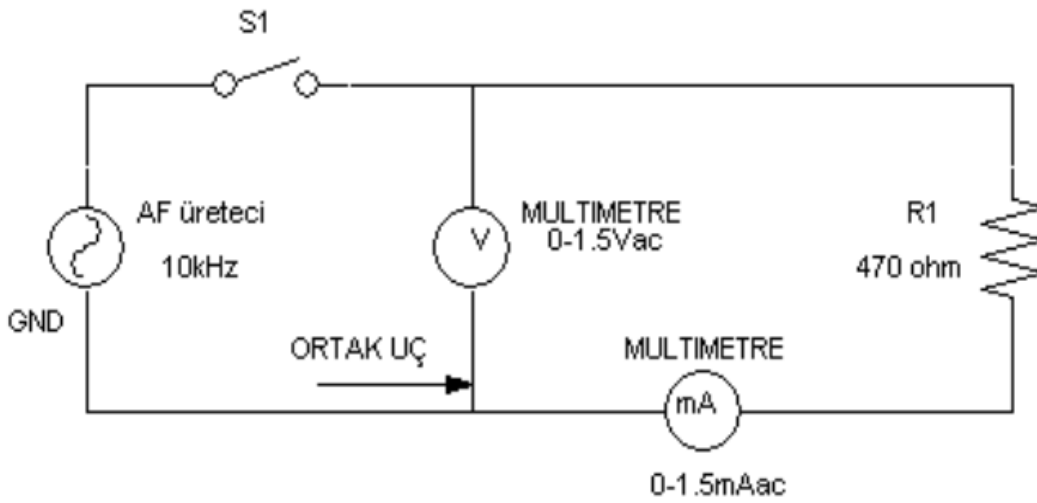 S1
AF üreteci
10kHz
GND
V
MULTIMETRE
0-1.5Vac
R1
470 ohm
ORTAK UÇ
MULTIMETRE
mA
0-1.5mAac